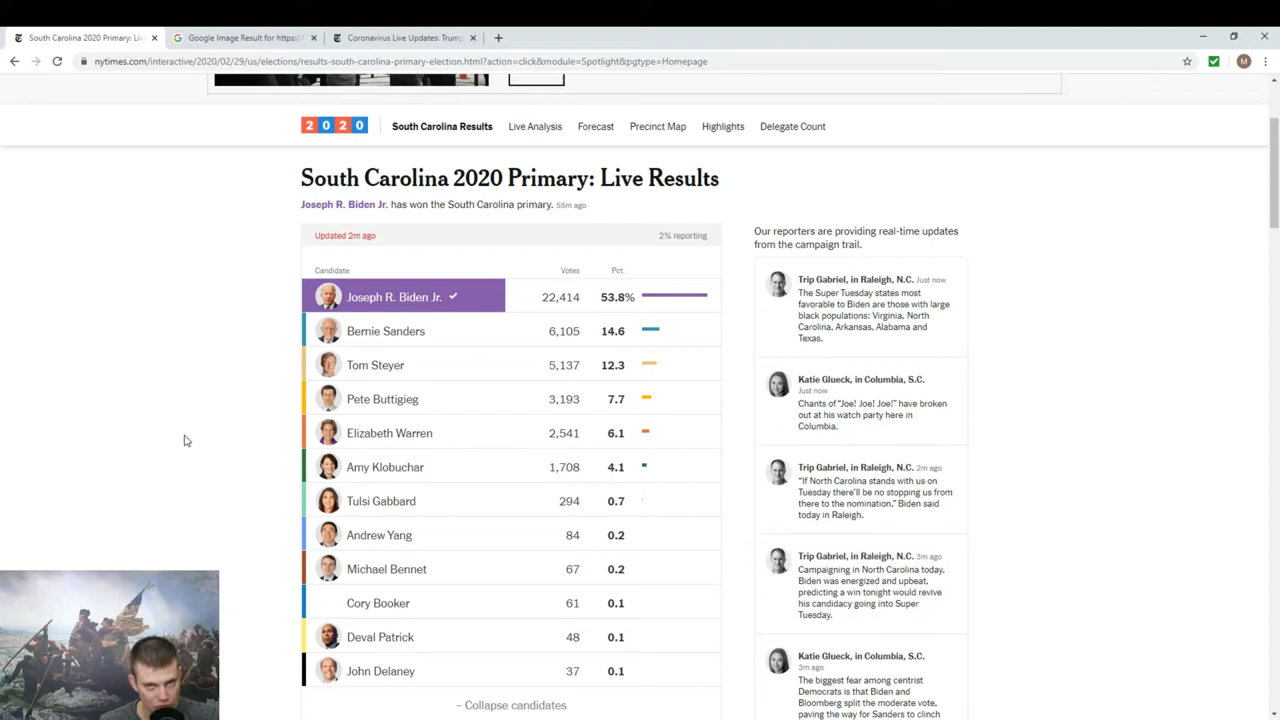 South Carolina 2020 Primary: Liv
Google Image Result for https://
Coronavirus Live Updates: Trump
nytimes.com/interactive/2020/02/29/us/elections/results-south-carolina-primary-election.html?action=click&module=Spotlight&pgtype=Homepage
M
2020
South Carolina Results
Live Analysis
Forecast
Precinct Map
Highlights
Delegate Count
South Carolina 2020 Primary: Live Results
Joseph R. Biden Jr. has won the South Carolina primary. 55m ago
Updated 2m ago
2% reporting
Candidate Votes Pct.
Joseph R. Biden Jr. 22,414 53.8%
Bernie Sanders 6,105 14.6
Tom Steyer 5,137 12.3
Pete Buttigieg 3,193 7.7
Elizabeth Warren 2,541 6.1
Amy Klobuchar 1,708 4.1
Tulsi Gabbard 294 0.7
Andrew Yang 84 0.2
Michael Bennet 67 0.2
Cory Booker 61 0.1
Deval Patrick 48 0.1
John Delaney 37 0.1
− Collapse candidates
Our reporters are providing real-time updates
from the campaign trail.
Trip Gabriel, in Raleigh, N.C. Just now
The Super Tuesday states most
favorable to Biden are those with large
black populations: Virginia, North
Carolina, Arkansas, Alabama and
Texas.
Katie Glueck, in Columbia, S.C.
Just now
Chants of “Joe! Joe! Joe!” have broken
out at his watch party here in
Columbia.
Trip Gabriel, in Raleigh, N.C. 2m ago
“If North Carolina stands with us on
Tuesday there’ll be no stopping us from
there to the nomination,” Biden said
today in Raleigh.
Trip Gabriel, in Raleigh, N.C. 3m ago
Campaigning in North Carolina today,
Biden was energized and upbeat,
predicting a win tonight would revive
his candidacy going into Super
Tuesday.
Katie Glueck, in Columbia, S.C.
3m ago
The biggest fear among centrist
Democrats is that Biden and
Bloomberg split the moderate vote,
paving the way for Sanders to clinch